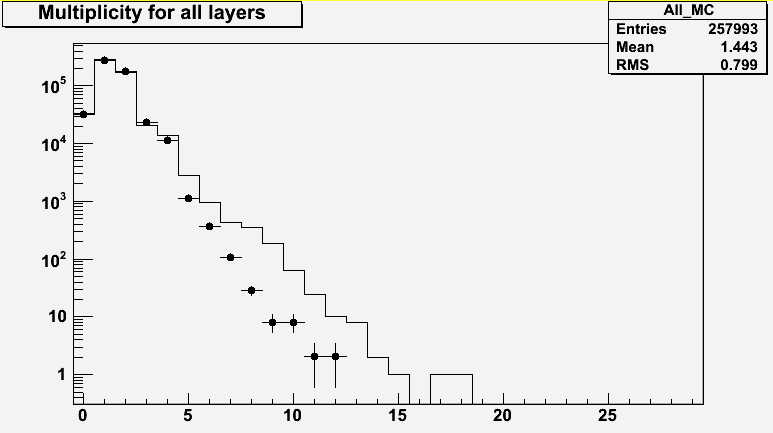 Multiplicity for all layers
All_MC
Entries 257993
Mean 1.443
RMS 0.799
10^5
10^4
10^3
10^2
10
1
0 5 10 15 20 25